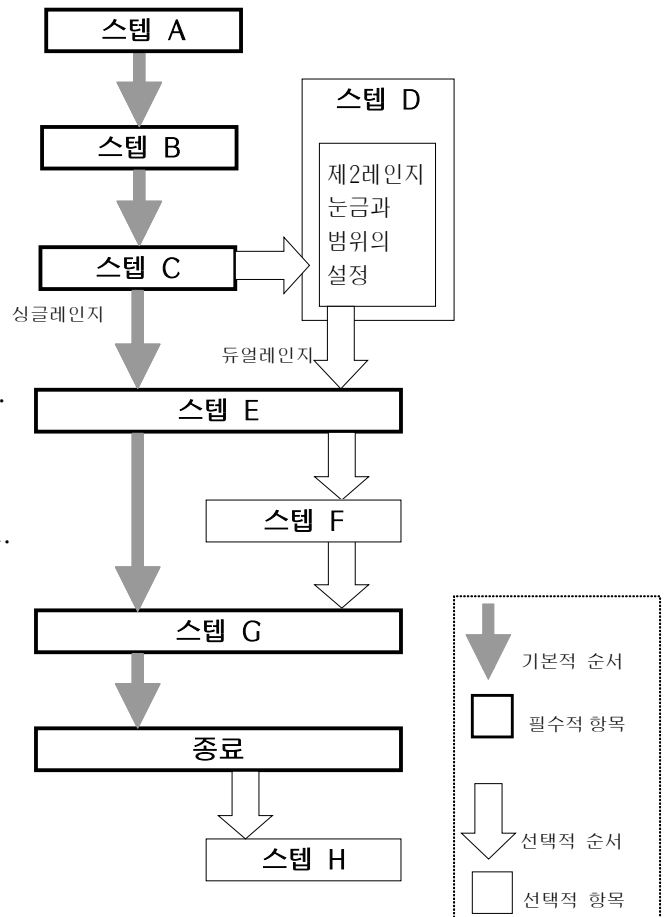 스텝 A
스텝 B
스텝 C
스텝 D
제2레인지
눈금과
범위의
설정
싱글레인지
듀얼레인지
스텝 E
스텝 F
스텝 G
종료
스텝 H
기본적 순서
필수적 항목
선택적 순서
선택적 항목